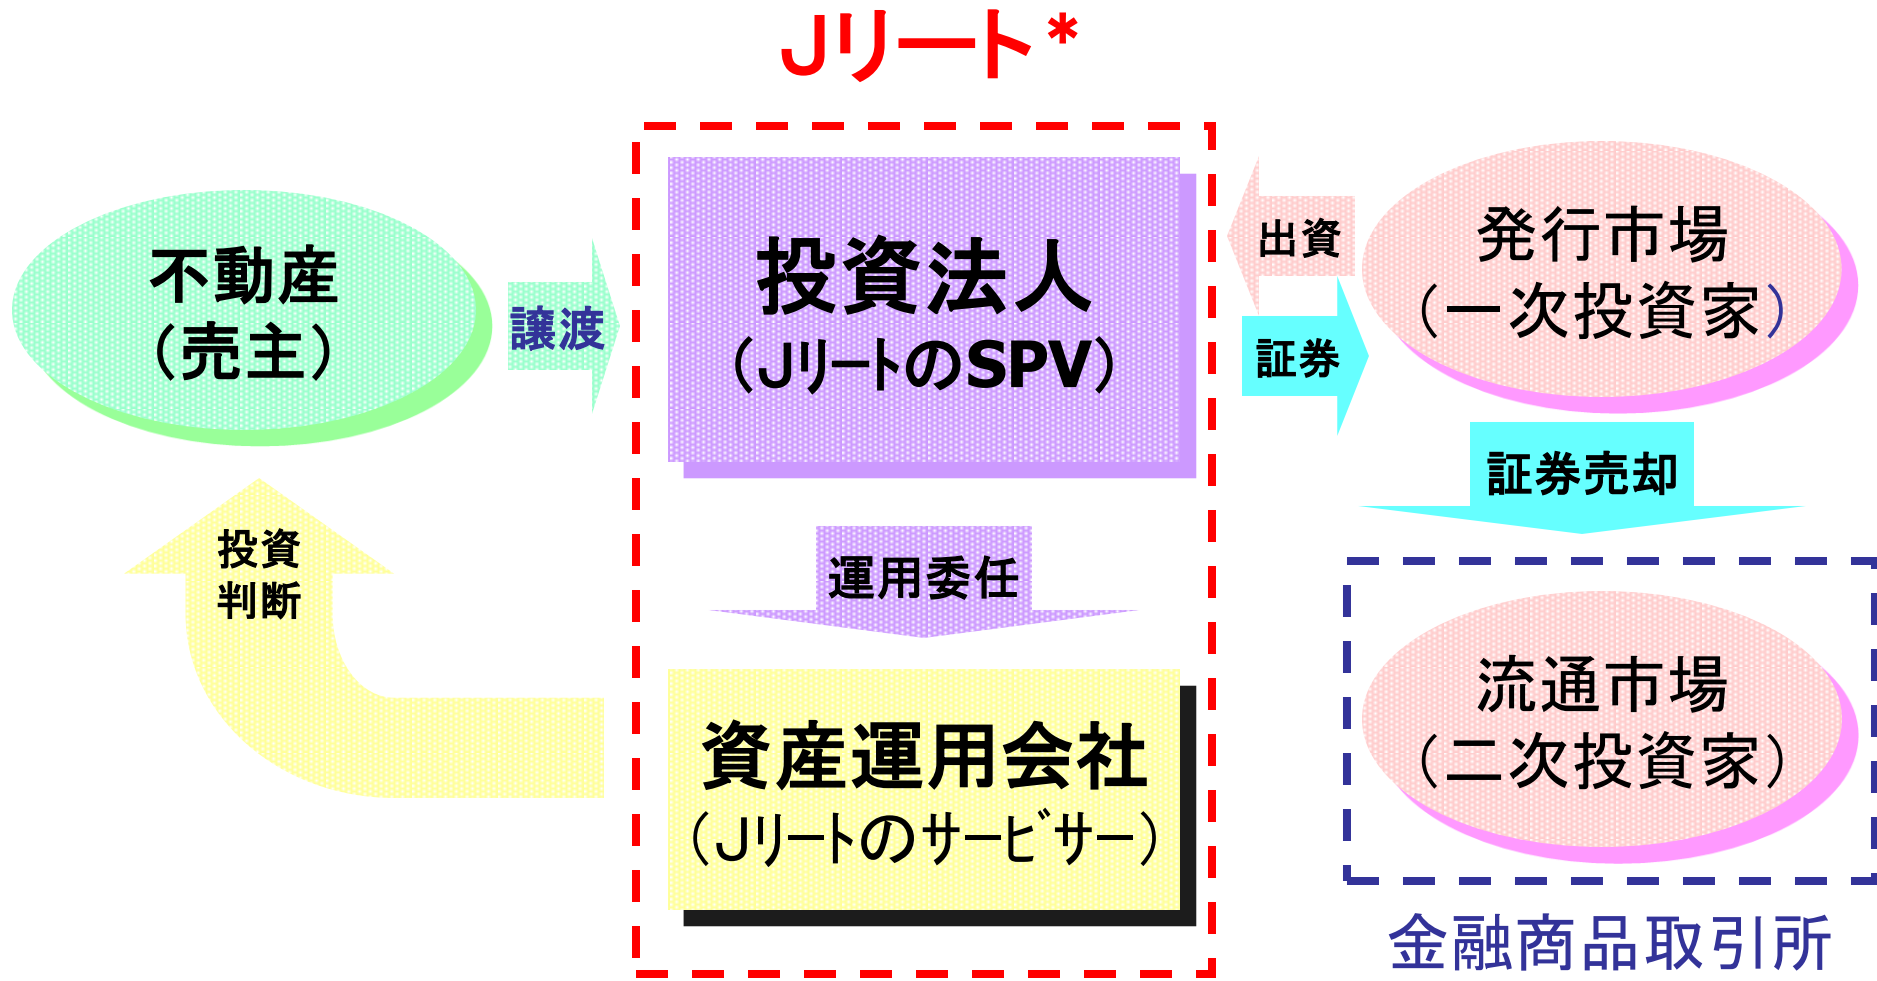 Jリート*
不動産
(売主)
譲渡
投資法人
(JリートのSPV)
出資
証券
発行市場
(一次投資家)
証券売却
投資
判断
運用委任
資産運用会社
(Jリートのサービサー)
流通市場
(二次投資家)
金融商品取引所